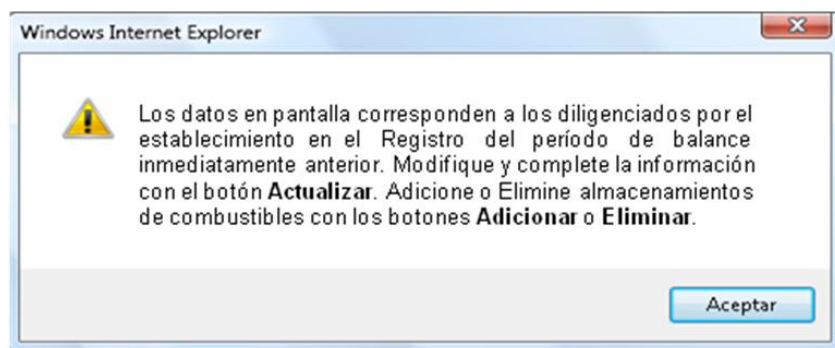 Windows Internet Explorer
Los datos en pantalla corresponden a los diligenciados por el
establecimiento en el Registro del período de balance
inmediatamente anterior. Modifique y complete la información
con el botón Actualizar. Adicione o Elimine almacenamientos
de combustibles con los botones Adicionar o Eliminar.
Aceptar